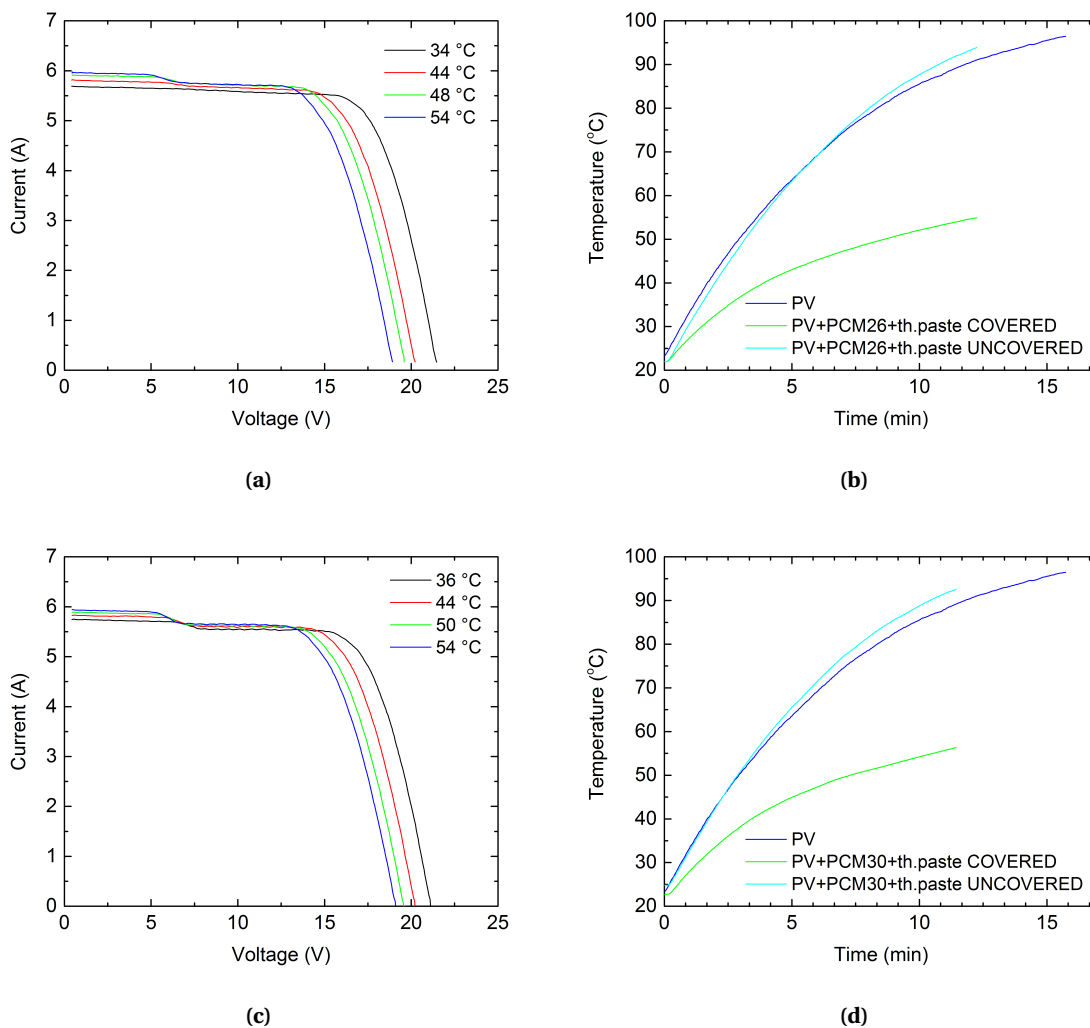 7
6
5
4
3
2
1
0
Current (A)
0 5 10 15 20 25
Voltage (V)
34 °C
44 °C
48 °C
54 °C
(a)
100
90
80
70
60
50
40
30
20
Temperature (°C)
0 5 10 15
Time (min)
PV
PV+PCM26+th.paste COVERED
PV+PCM26+th.paste UNCOVERED
(b)
7
6
5
4
3
2
1
0
Current (A)
0 5 10 15 20 25
Voltage (V)
36 °C
44 °C
50 °C
54 °C
(c)
100
90
80
70
60
50
40
30
20
Temperature (°C)
0 5 10 15
Time (min)
PV
PV+PCM30+th.paste COVERED
PV+PCM30+th.paste UNCOVERED
(d)